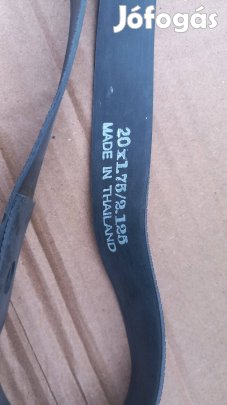 Jófogás
20x1.75/2.125
MADE IN THAILAND